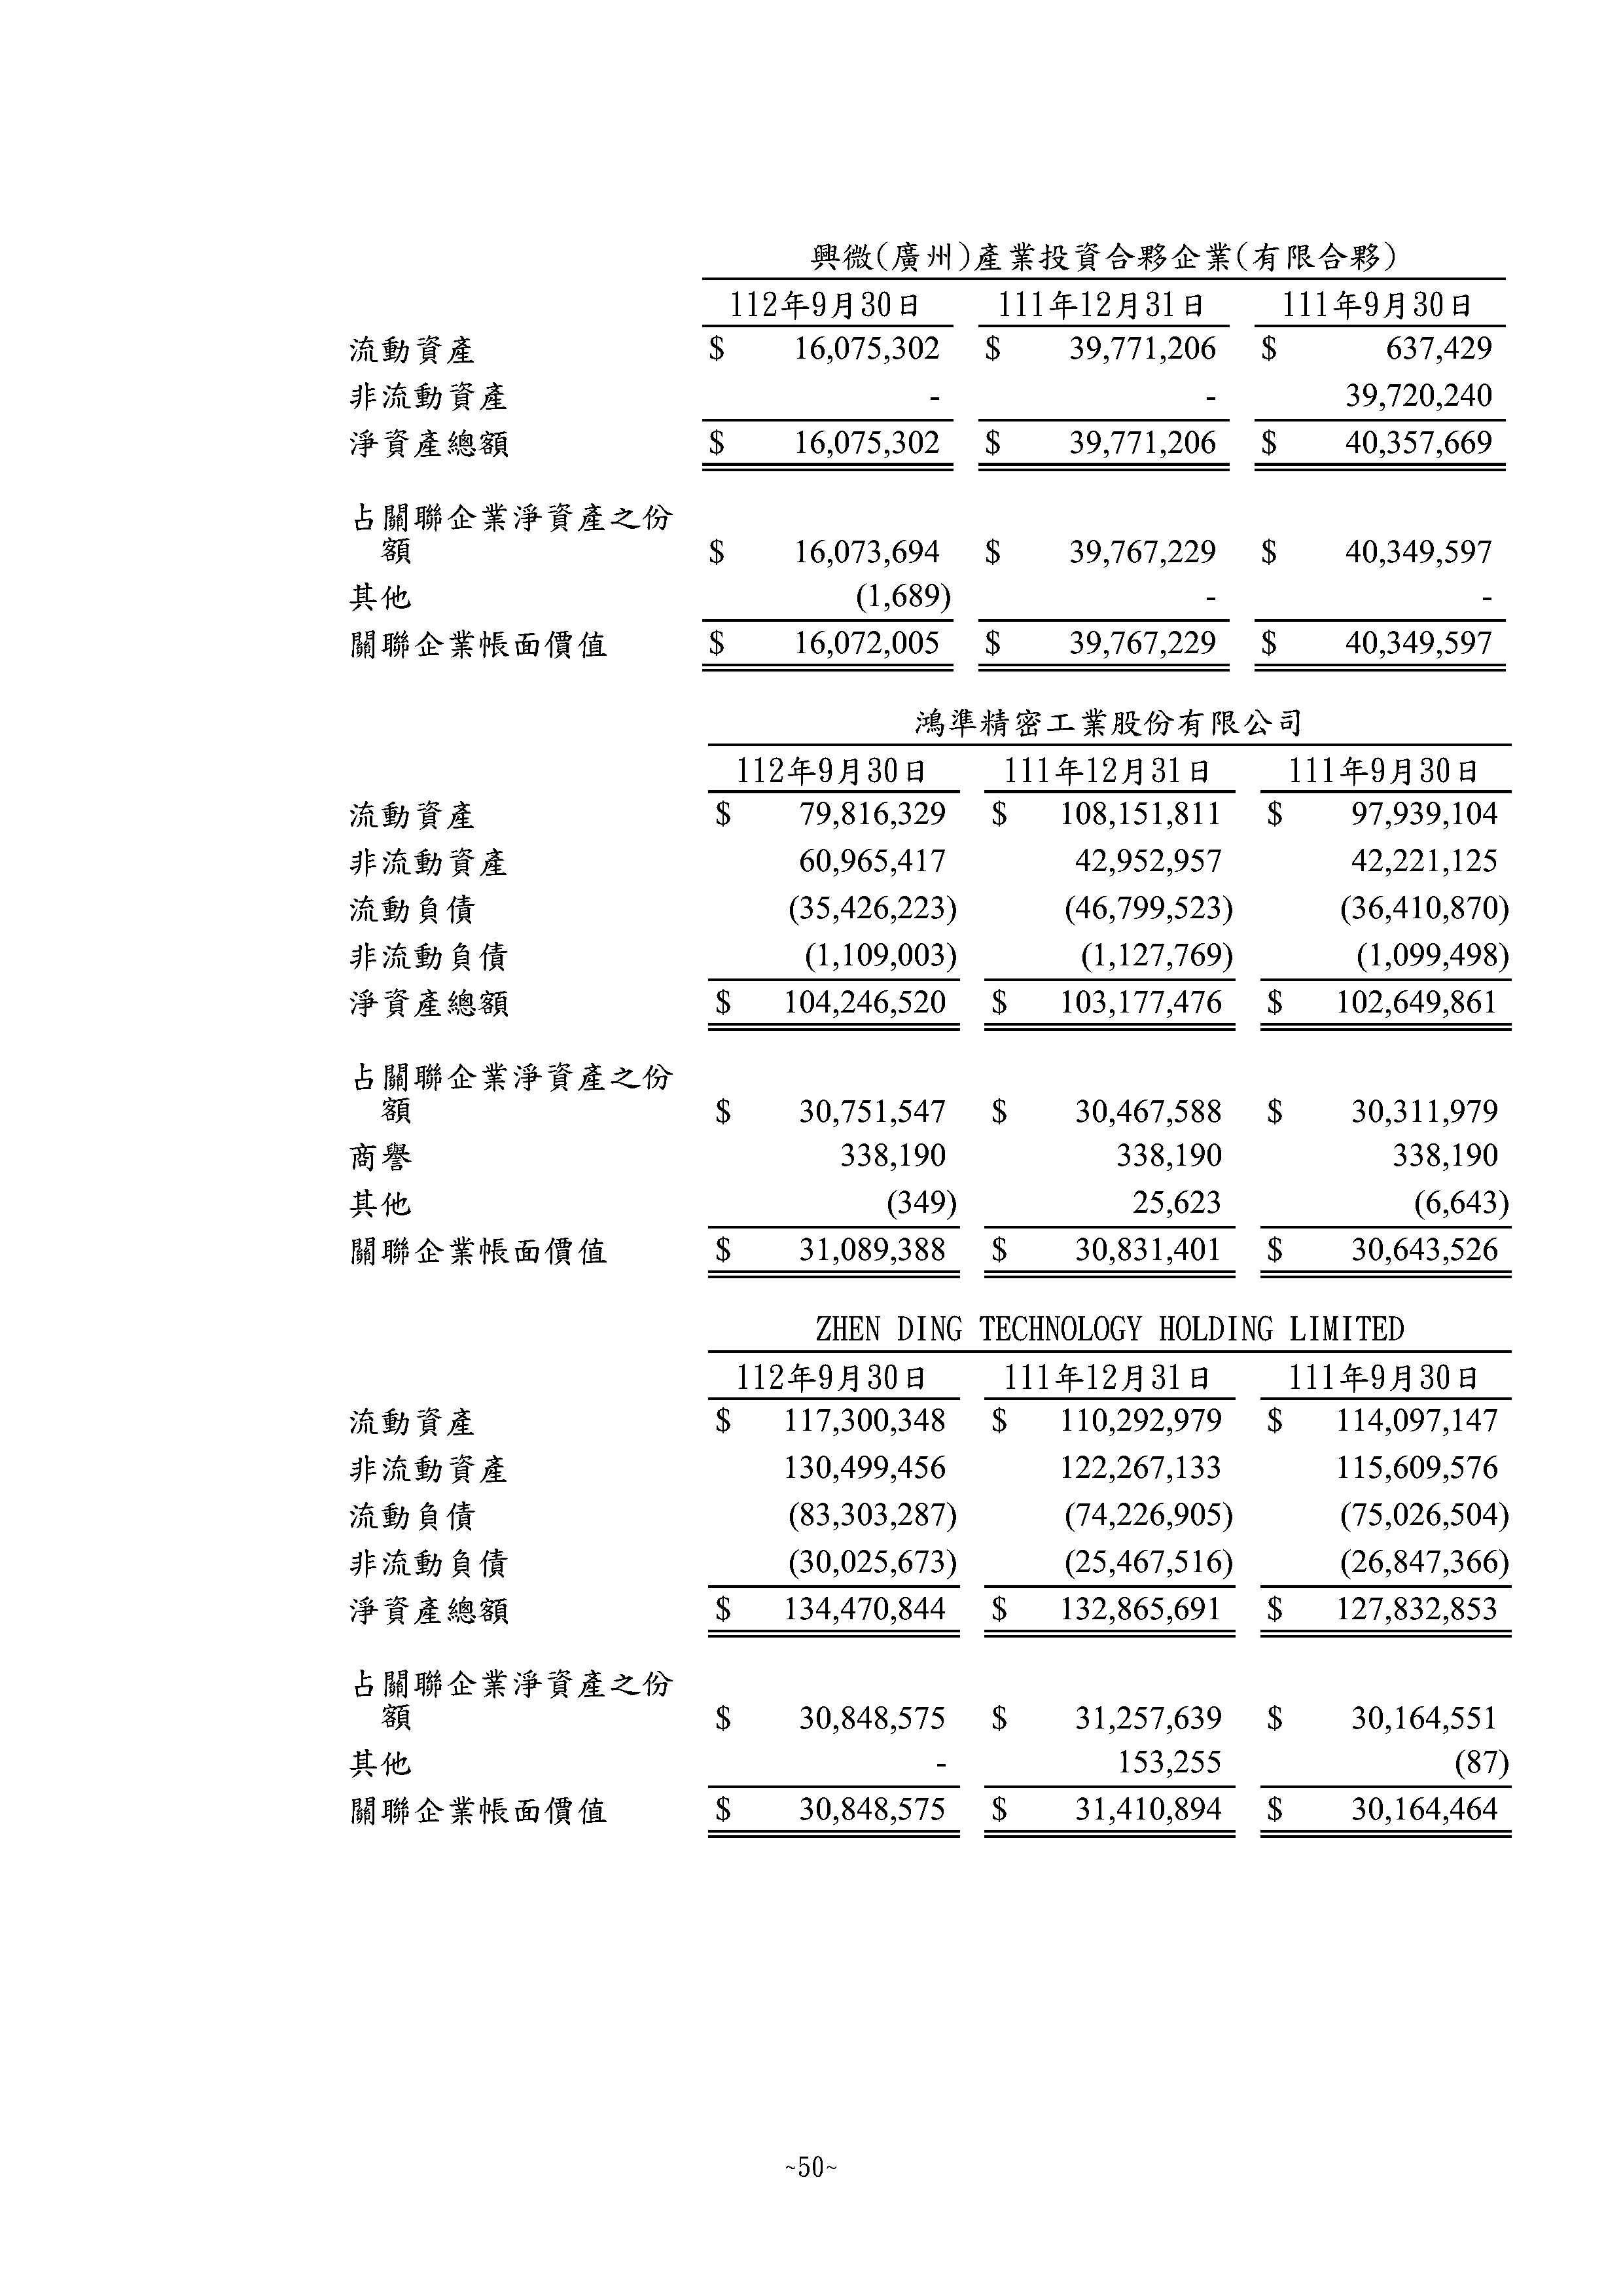 興微(廣州)產業投資合夥企業(有限合夥)
112年9月30日 111年12月31日 111年9月30日
流動資產 $ 16,075,302 $ 39,771,206 $ 637,429
非流動資產 - - 39,720,240
淨資產總額 $ 16,075,302 $ 39,771,206 $ 40,357,669
占關聯企業淨資產之份
額 $ 16,073,694 $ 39,767,229 $ 40,349,597
其他 (1,689) - -
關聯企業帳面價值 $ 16,072,005 $ 39,767,229 $ 40,349,597
鴻準精密工業股份有限公司
112年9月30日 111年12月31日 111年9月30日
流動資產 $ 79,816,329 $ 108,151,811 $ 97,939,104
非流動資產 60,965,417 42,952,957 42,221,125
流動負債 (35,426,223) (46,799,523) (36,410,870)
非流動負債 (1,109,003) (1,127,769) (1,099,498)
淨資產總額 $ 104,246,520 $ 103,177,476 $ 102,649,861
占關聯企業淨資產之份
額 $ 30,751,547 $ 30,467,588 $ 30,311,979
商譽 338,190 338,190 338,190
其他 (349) 25,623 (6,643)
關聯企業帳面價值 $ 31,089,388 $ 30,831,401 $ 30,643,526
ZHEN DING TECHNOLOGY HOLDING LIMITED
112年9月30日 111年12月31日 111年9月30日
流動資產 $ 117,300,348 $ 110,292,979 $ 114,097,147
非流動資產 130,499,456 122,267,133 115,609,576
流動負債 (83,303,287) (74,226,905) (75,026,504)
非流動負債 (30,025,673) (25,467,516) (26,847,366)
淨資產總額 $ 134,470,844 $ 132,865,691 $ 127,832,853
占關聯企業淨資產之份
額 $ 30,848,575 $ 31,257,639 $ 30,164,551
其他 - 153,255 (87)
關聯企業帳面價值 $ 30,848,575 $ 31,410,894 $ 30,164,464
~50~